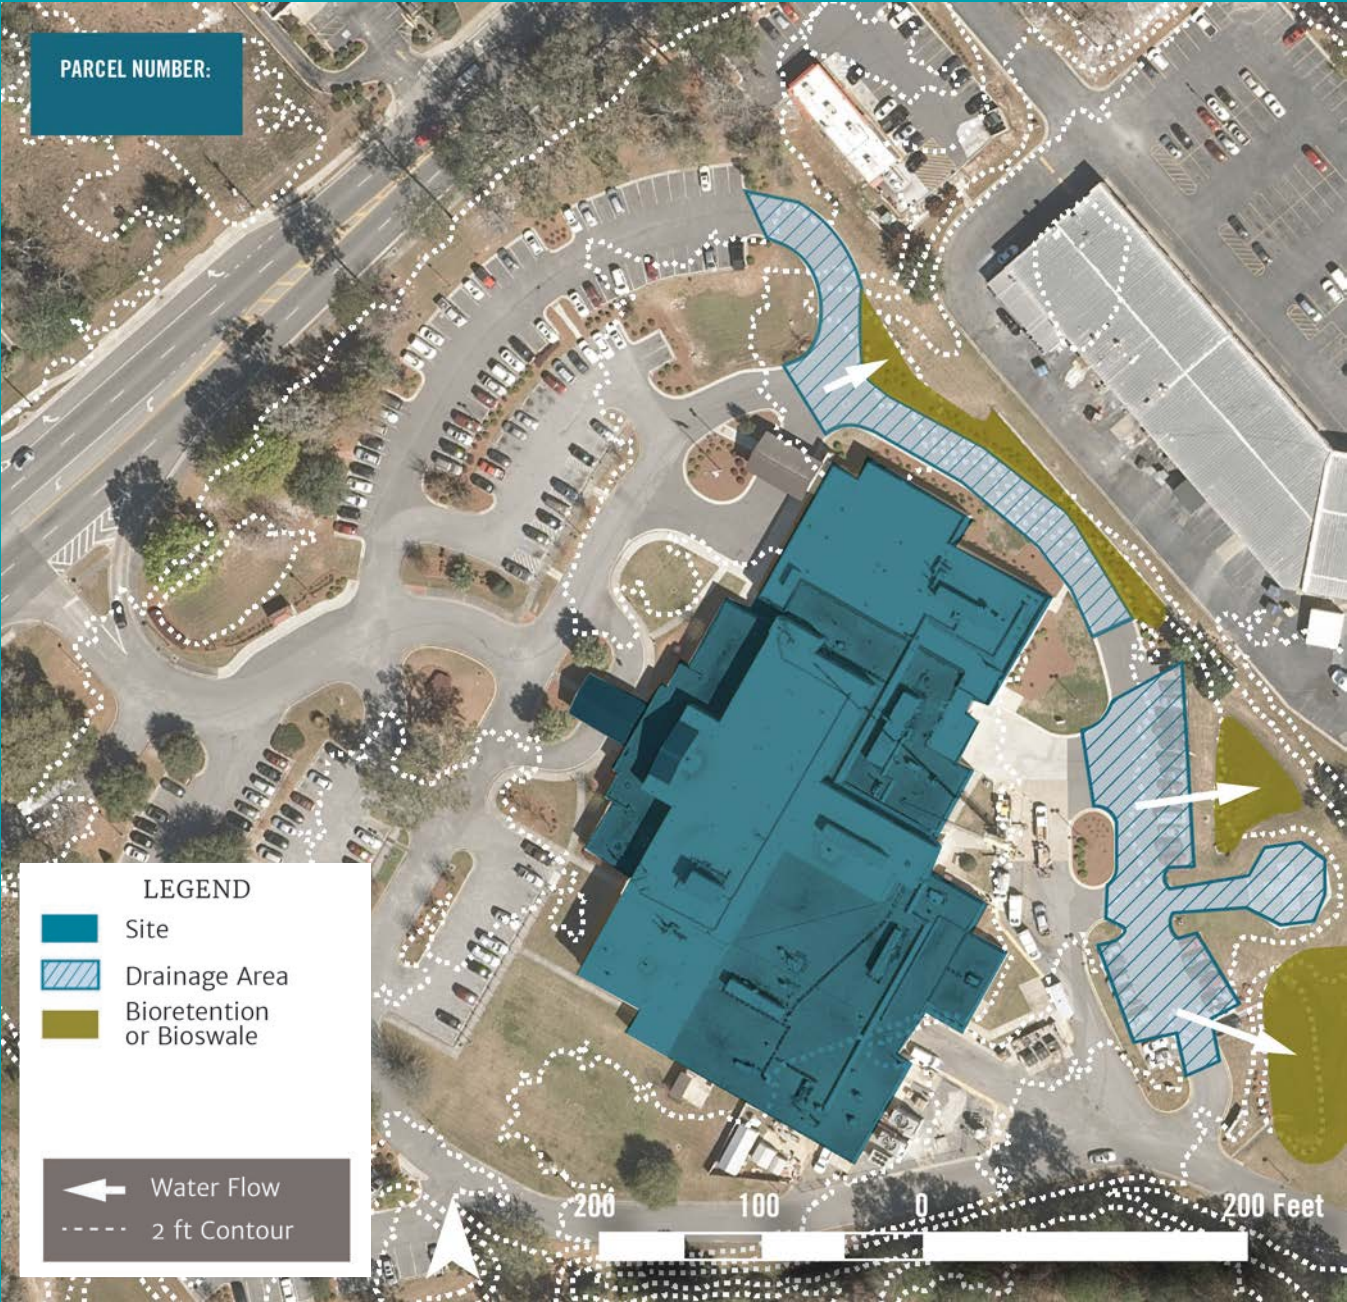 PARCEL NUMBER:
LEGEND
Site
Drainage Area
Bioretention
or Bioswale
Water Flow
2 ft Contour
200 100 0 200 Feet